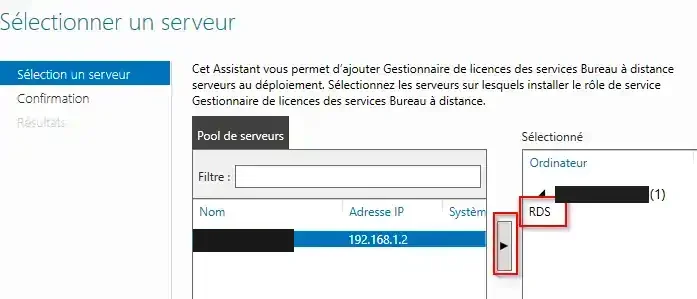 Sélectionner un serveur
Sélection un serveur
Confirmation
Résultats
Cet Assistant vous permet d'ajouter Gestionnaire de licences des services Bureau à distance
serveurs au déploiement. Sélectionnez les serveurs sur lesquels installer le rôle de service
Gestionnaire de licences des services Bureau à distance.
Pool de serveurs
Filtre :
Nom Adresse IP Systèm
192.168.1.2
Sélectionné
Ordinateur
(1)
RDS